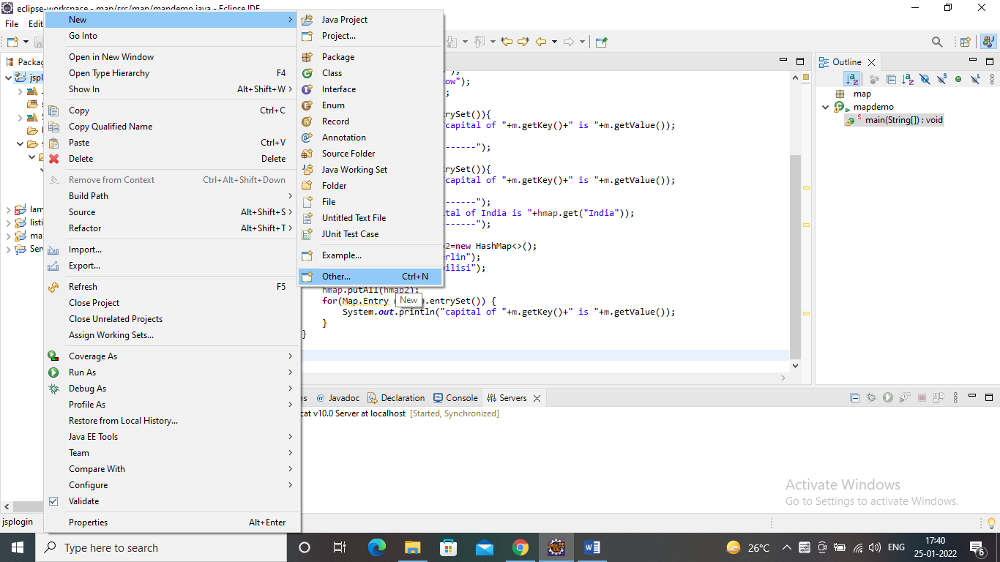 eclipse-workspace - map/src/map/mapdemo.java - Eclipse IDE
File Edit
New
Go Into
Open in New Window
Open Type Hierarchy F4
Show In Alt+Shift+W
Copy Ctrl+C
Copy Qualified Name
Paste Ctrl+V
Delete Delete
Remove from Context Ctrl+Alt+Shift+Down
Build Path
Source Alt+Shift+S
Refactor Alt+Shift+T
Import...
Export...
Refresh F5
Close Project
Close Unrelated Projects
Assign Working Sets...
Coverage As
Run As
Debug As
Profile As
Restore from Local History...
Java EE Tools
Team
Compare With
Configure
Validate
Properties Alt+Enter
Java Project
Project...
Package
Class
Interface
Enum
Record
Annotation
Source Folder
Java Working Set
Folder
File
Untitled Text File
JUnit Test Case
Example...
Other... Ctrl+N
New
Packag
jspl
lam
listi
ma
Ser
ow");
;
rySet()){
"capital of "+m.getKey()+" is "+m.getValue());
------");
rySet()){
"capital of "+m.getKey()+" is "+m.getValue());
------");
tal of India is "+hmap.get("India"));
------");
2=new HashMap<>();
rlin");
bilisi");
hmap.putAll(hmap2);
for(Map.Entry .entrySet()) {
System.out.println("capital of "+m.getKey()+" is "+m.getValue());
}
}
Outline
map
mapdemo
main(String[]) : void
ns @ Javadoc Declaration Console Servers
cat v10.0 Server at localhost [Started, Synchronized]
Activate Windows
Go to Settings to activate Windows.
jsplogin
Type here to search
26°C
ENG
17:40
25-01-2022
6